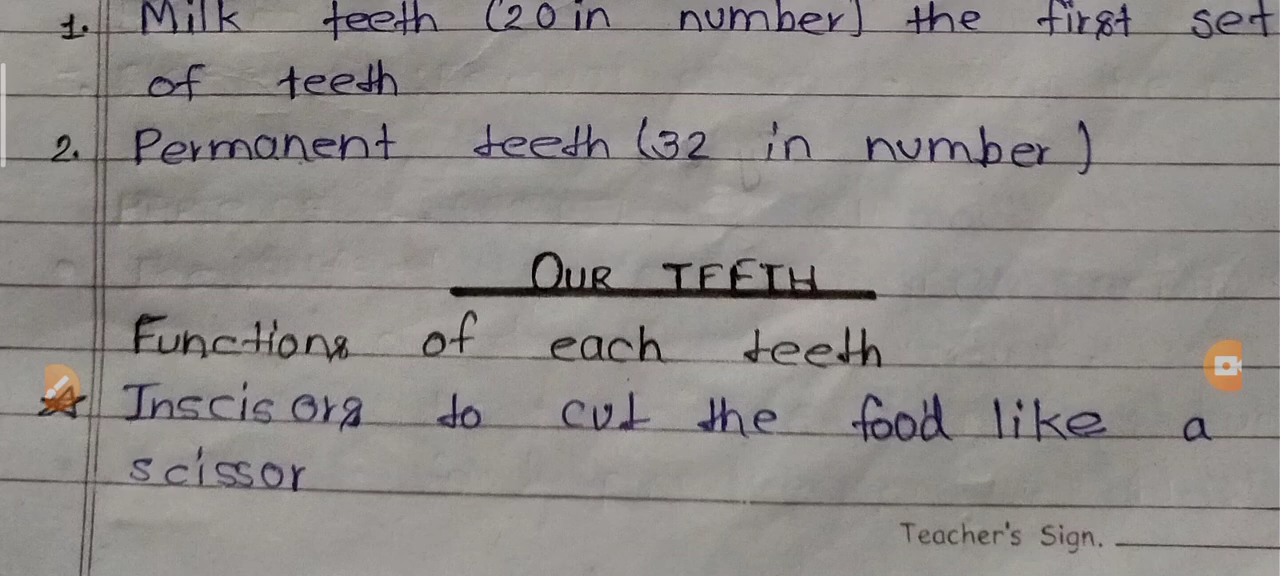 1. Milk teeth (20 in number) the first set
of teeth
2. Permanent teeth (32 in number)
OUR TEETH
Functions of each teeth
Inscisors to cut the food like a
scissor
Teacher's Sign.